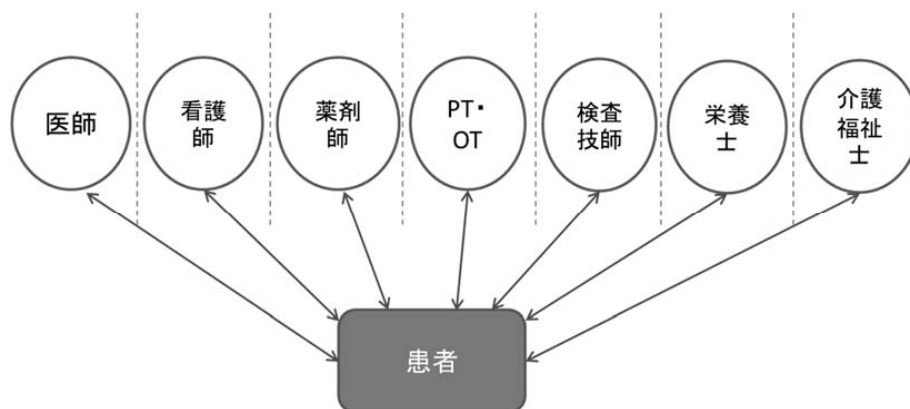 医師
看護
師
薬剤
師
PT・
OT
検査
技師
栄養
士
介護
福祉
士
患者